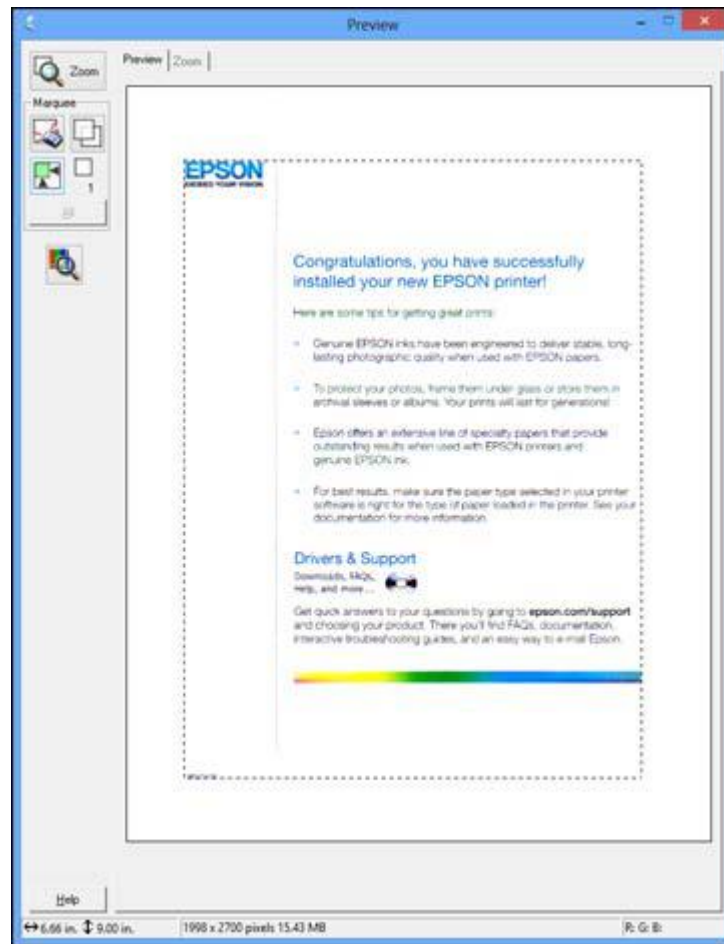 Preview
Zoom
Preview Zoom
Marquee
1
EPSON
EXCEED YOUR VISION
Congratulations, you have successfully
installed your new EPSON printer!
Here are some tips for getting great prints:
Genuine EPSON inks have been engineered to deliver stable, long-
lasting photographic quality when used with EPSON papers.
To protect your photos, frame them under glass or store them in
archival sleeves or albums. Your prints will last for generations!
Epson offers an extensive line of specialty papers that provide
outstanding results when used with EPSON printers and
genuine EPSON ink.
For best results, make sure the paper type selected in your printer
software is right for the type of paper loaded in the printer. See your
documentation for more information.
Drivers & Support
Downloads, FAQs,
Help, and more ...
Get quick answers to your questions by going to epson.com/support
and choosing your product. There you'll find FAQs, documentation,
interactive troubleshooting guides, and an easy way to e-mail Epson.
Help
6.66 in. 9.00 in. 1998 x 2700 pixels 15.43 MB R: G: B: